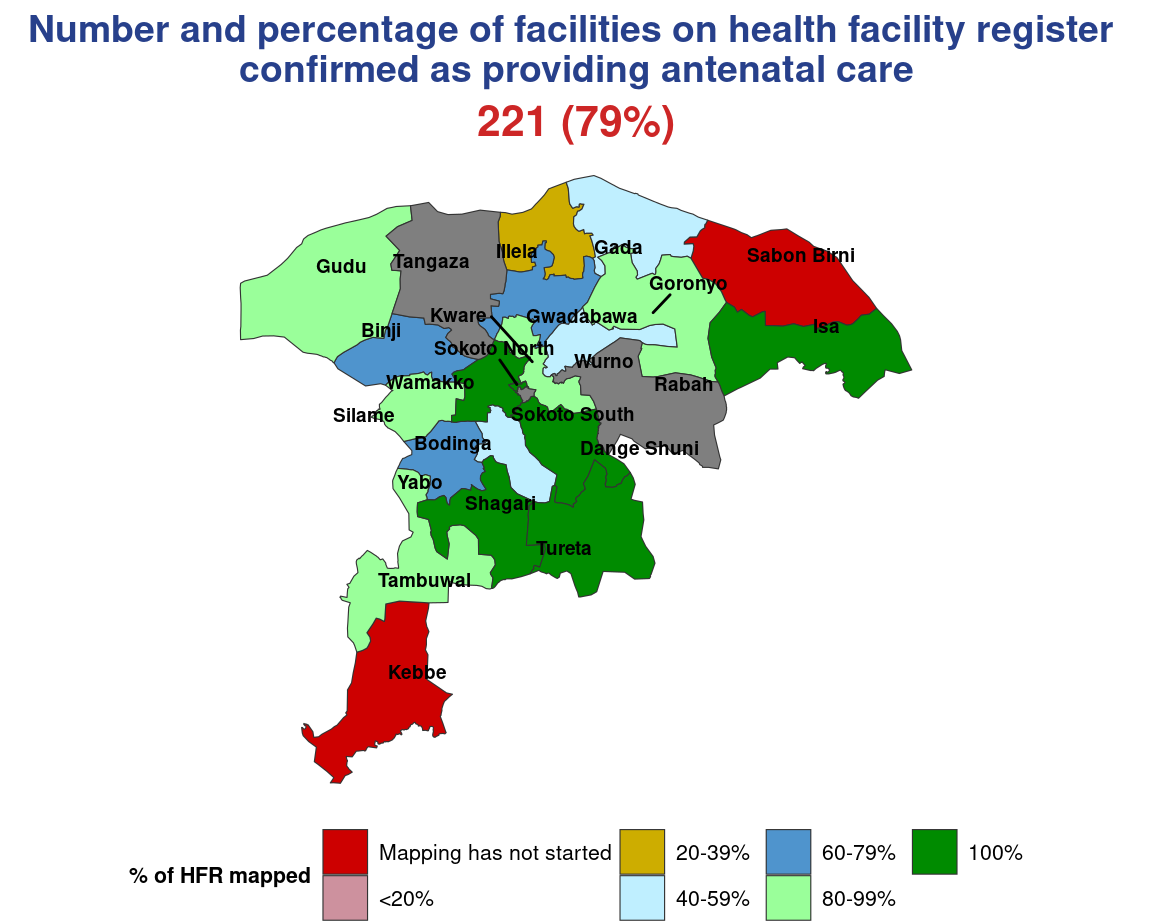 Number and percentage of facilities on health facility register
confirmed as providing antenatal care
221 (79%)
Illela
Gada
Sabon Birni
Gudu
Tangaza
Goronyo
Kware
Gwadabawa
Isa
Binji
Sokoto North
Wurno
Wamakko
Rabah
Silame
Sokoto South
Bodinga
Dange Shuni
Yabo
Shagari
Tureta
Tambuwal
Kebbe
% of HFR mapped
Mapping has not started
<20%
20-39%
40-59%
60-79%
80-99%
100%